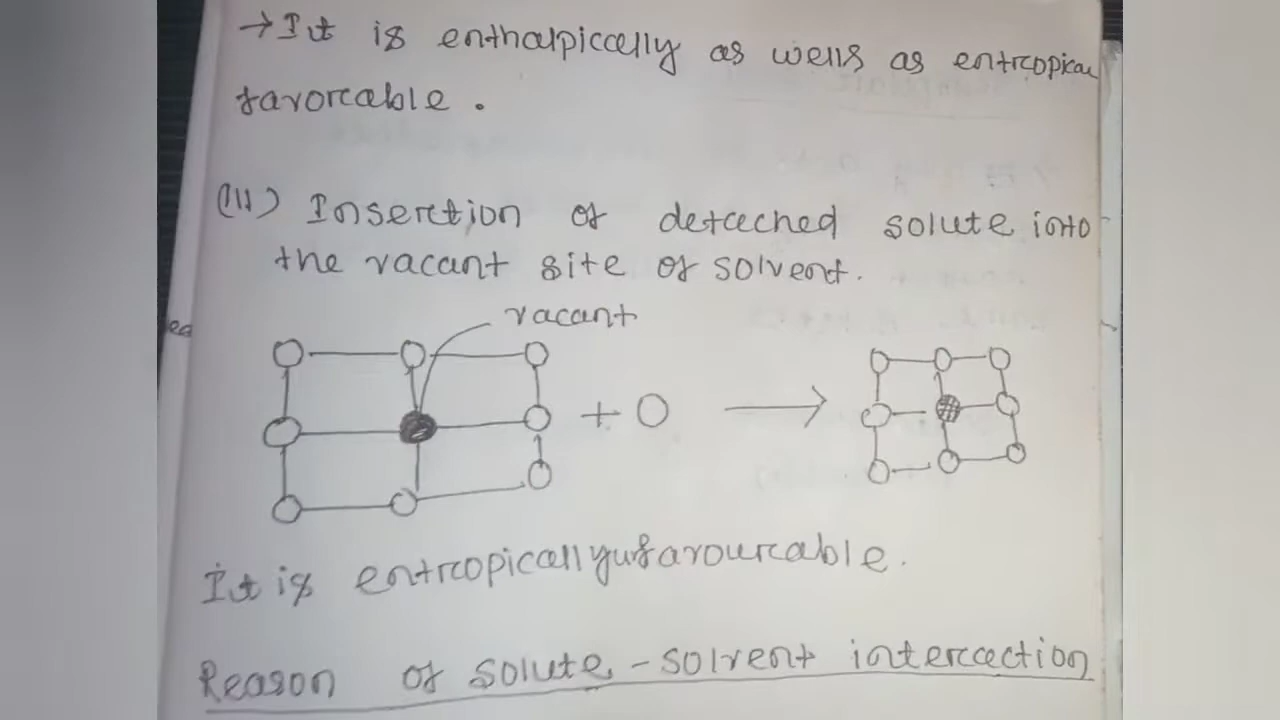 →It is enthalpically as wells as entropical
favorable.
(III) Insertion of detached solute into
the vacant site of solvent.
vacant
ed
+ O →
It is entropically unfavourable.
Reason of solute-solvent interaction